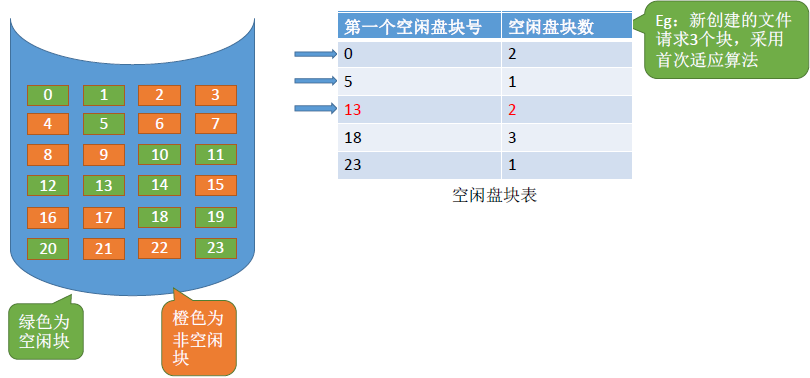 第一个空闲盘块号 空闲盘块数
0 2
5 1
13 2
18 3
23 1
空闲盘块表
Eg：新创建的文件
请求3个块，采用
首次适应算法
0 1 2 3
4 5 6 7
8 9 10 11
12 13 14 15
16 17 18 19
20 21 22 23
绿色为
空闲块
橙色为
非空闲
块